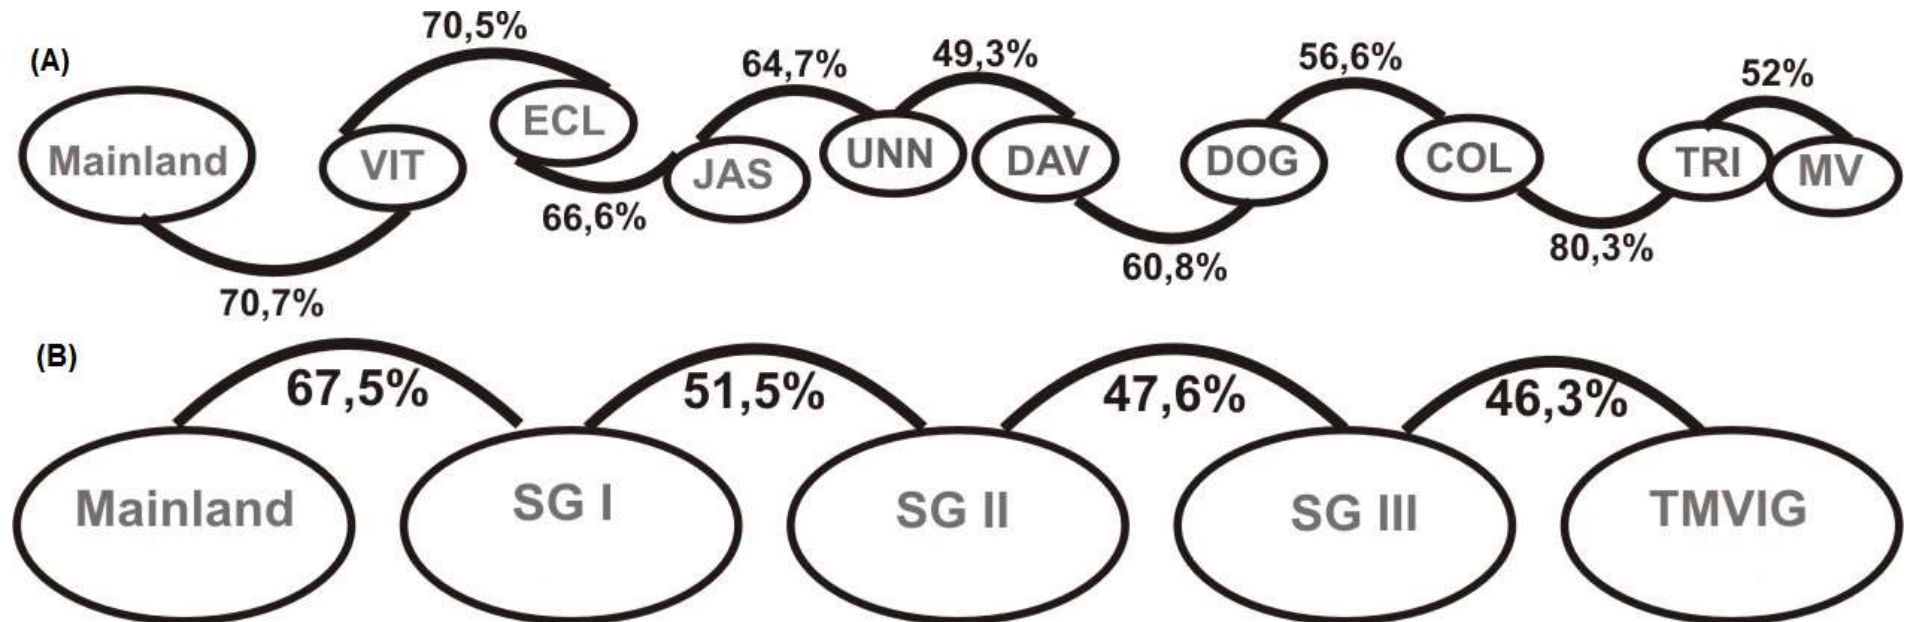 (A)
70,5%
64,7%
49,3%
56,6%
52%
Mainland
VIT
ECL
JAS
UNN
DAV
DOG
COL
TRI
MV
70,7%
66,6%
60,8%
80,3%
(B)
67,5%
51,5%
47,6%
46,3%
Mainland
SG I
SG II
SG III
TMVIG